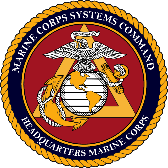 MARINE CORPS SYSTEMS COMMAND
HEADQUARTERS MARINE CORPS